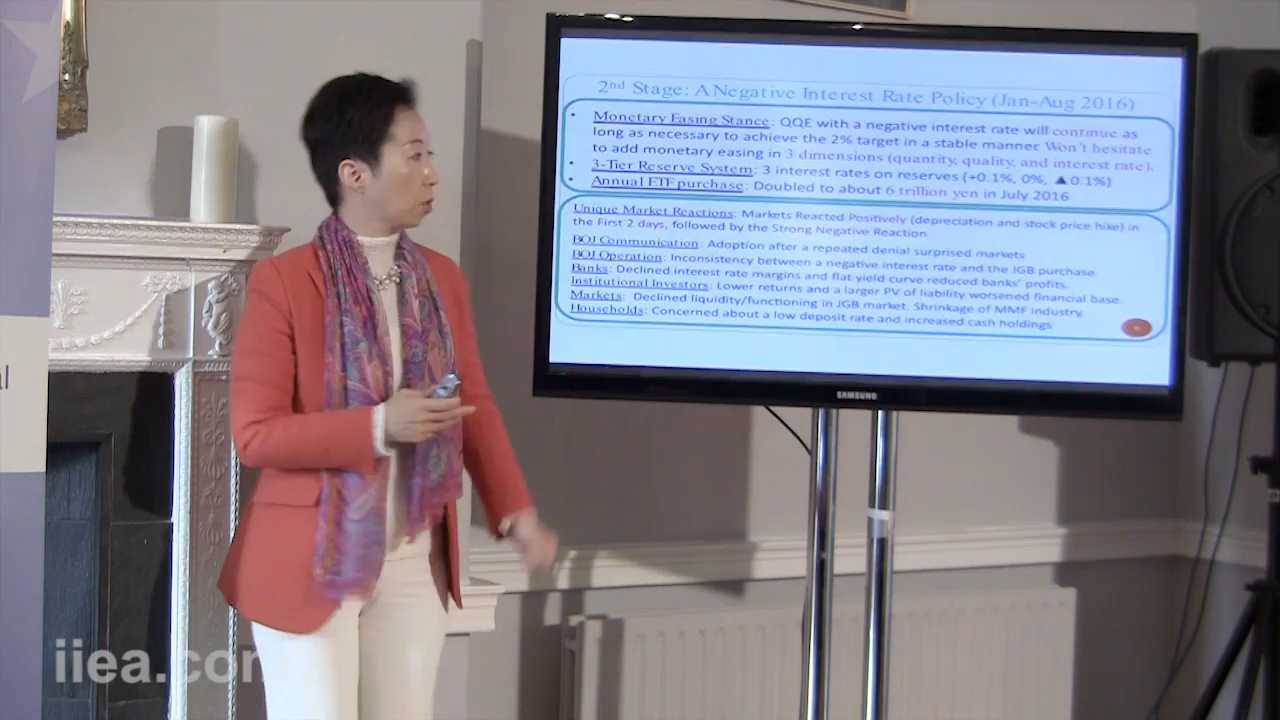 2nd Stage: A Negative Interest Rate Policy (Jan-Aug 2016)
• Monetary Easing Stance: QQE with a negative interest rate will continue as
long as necessary to achieve the 2% target in a stable manner. Won't hesitate
to add monetary easing in 3 dimensions (quantity, quality, and interest rate).
• 3-Tier Reserve System: 3 interest rates on reserves (+0.1%, 0%, ▲0.1%)
• Annual ETF purchase: Doubled to about 6 trillion yen in July 2016
Unique Market Reactions: Markets Reacted Positively (depreciation and stock price hike) in
the First 2 days, followed by the Strong Negative Reaction
BOJ Communication: Adoption after a repeated denial surprised markets
BOJ Operation: Inconsistency between a negative interest rate and the JGB purchase
Banks: Declined interest rate margins and flat yield curve reduced banks' profits.
Institutional Investors: Lower returns and a larger PV of liability worsened financial base.
Markets: Declined liquidity/functioning in JGB market. Shrinkage of MMF industry
Households: Concerned about a low deposit rate and increased cash holdings
SAMSUNG
al
iiea.com